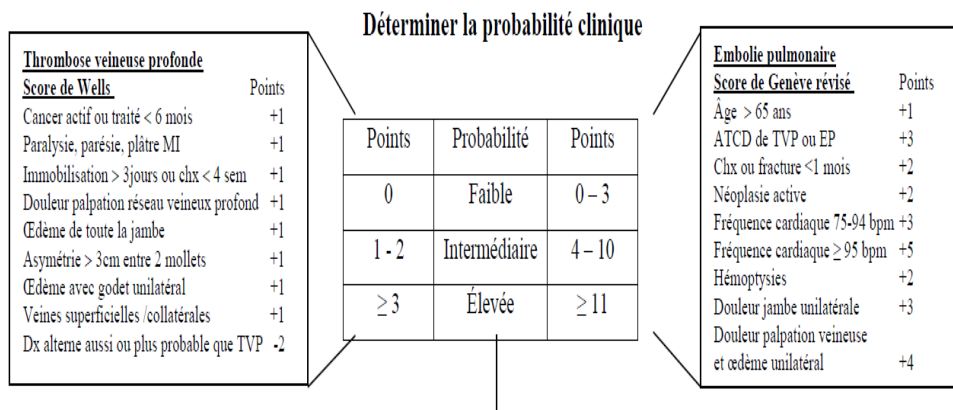 Déterminer la probabilité clinique
Thrombose veineuse profonde
Score de Wells Points
Cancer actif ou traité < 6 mois +1
Paralysie, parésie, plâtre MI +1
Immobilisation > 3jours ou chx < 4 sem +1
Douleur palpation réseau veineux profond +1
Œdème de toute la jambe +1
Asymétrie > 3cm entre 2 mollets +1
Œdème avec godet unilatéral +1
Veines superficielles /collatérales +1
Dx alterne aussi ou plus probable que TVP -2
Points Probabilité Points
0 Faible 0 – 3
1 - 2 Intermédiaire 4 – 10
≥ 3 Élevée ≥ 11
Embolie pulmonaire
Score de Genève révisé Points
Âge > 65 ans +1
ATCD de TVP ou EP +3
Chx ou fracture <1 mois +2
Néoplasie active +2
Fréquence cardiaque 75-94 bpm +3
Fréquence cardiaque ≥ 95 bpm +5
Hémoptysies +2
Douleur jambe unilatérale +3
Douleur palpation veineuse
et œdème unilatéral +4